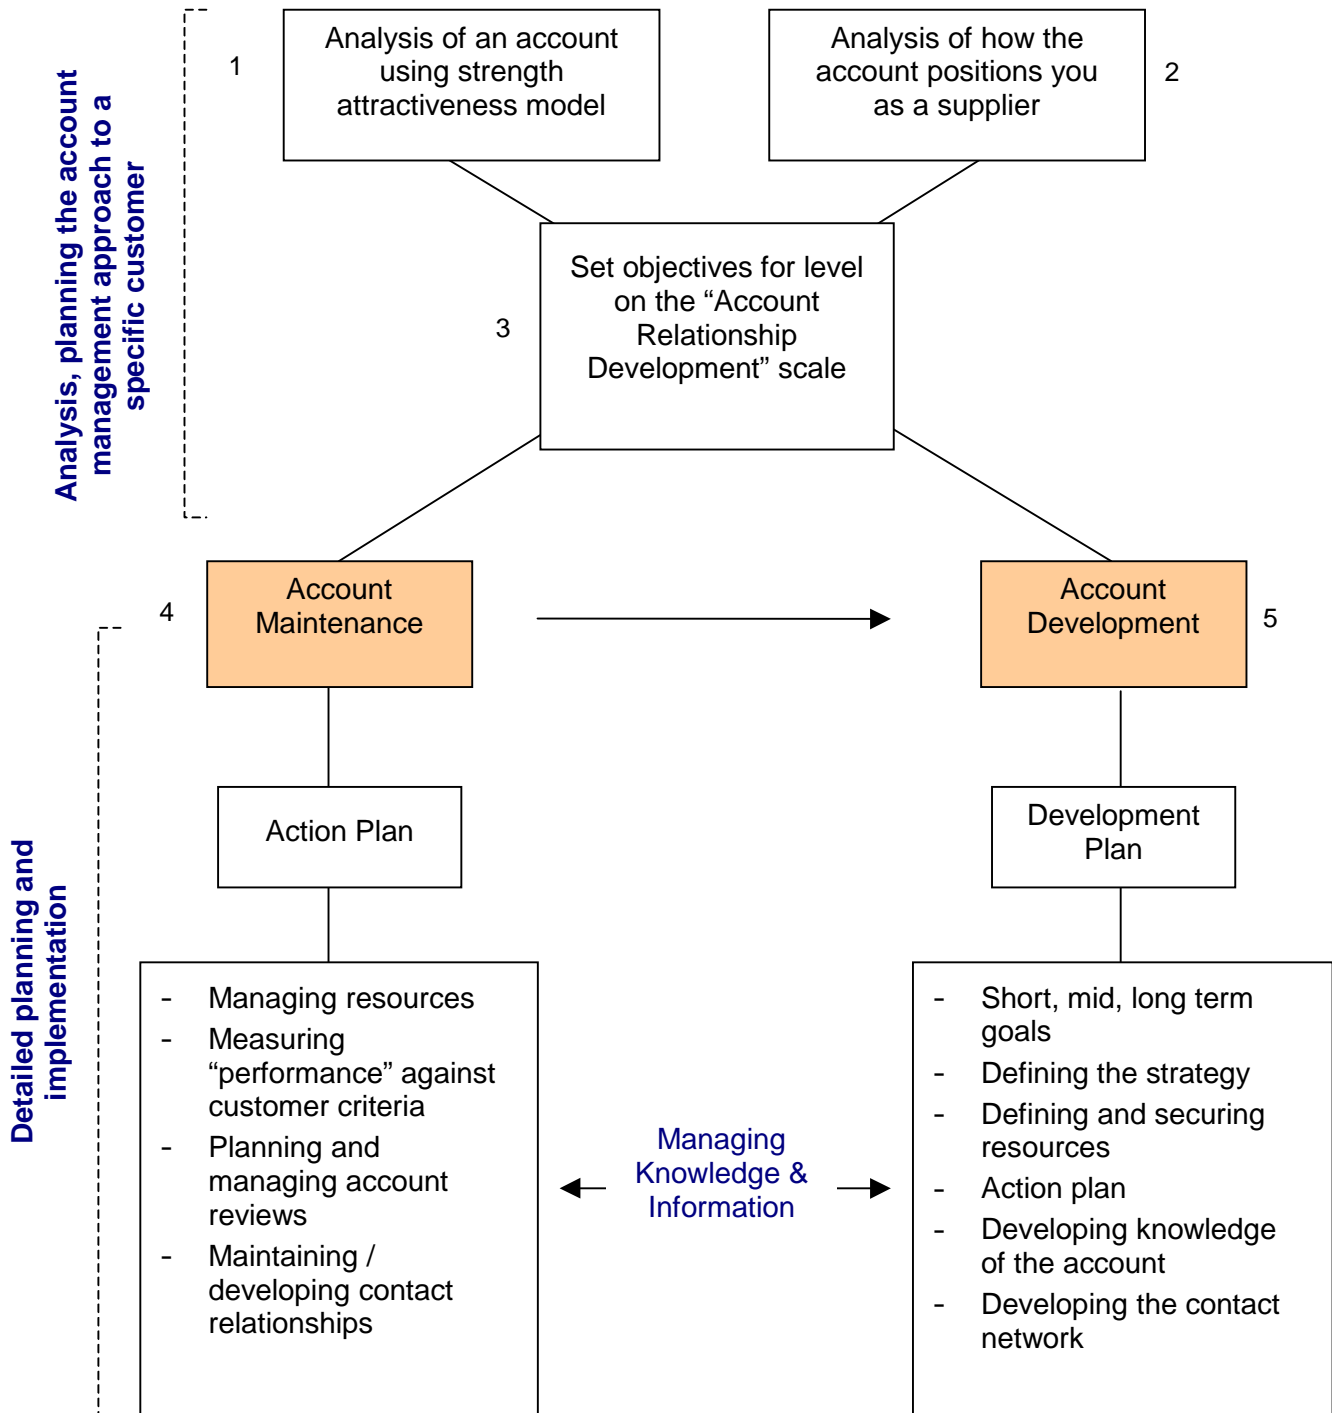 Analysis, planning the account
management approach to a
specific customer
1
Analysis of an account
using strength
attractiveness model
Analysis of how the
account positions you
as a supplier
2
3
Set objectives for level
on the “Account
Relationship
Development” scale
4
Account
Maintenance
Account
Development
5
Detailed planning and
implementation
Action Plan
Development
Plan
- Managing resources
- Measuring
“performance” against
customer criteria
- Planning and
managing account
reviews
- Maintaining /
developing contact
relationships
Managing
Knowledge &
Information
- Short, mid, long term
goals
- Defining the strategy
- Defining and securing
resources
- Action plan
- Developing knowledge
of the account
- Developing the contact
network